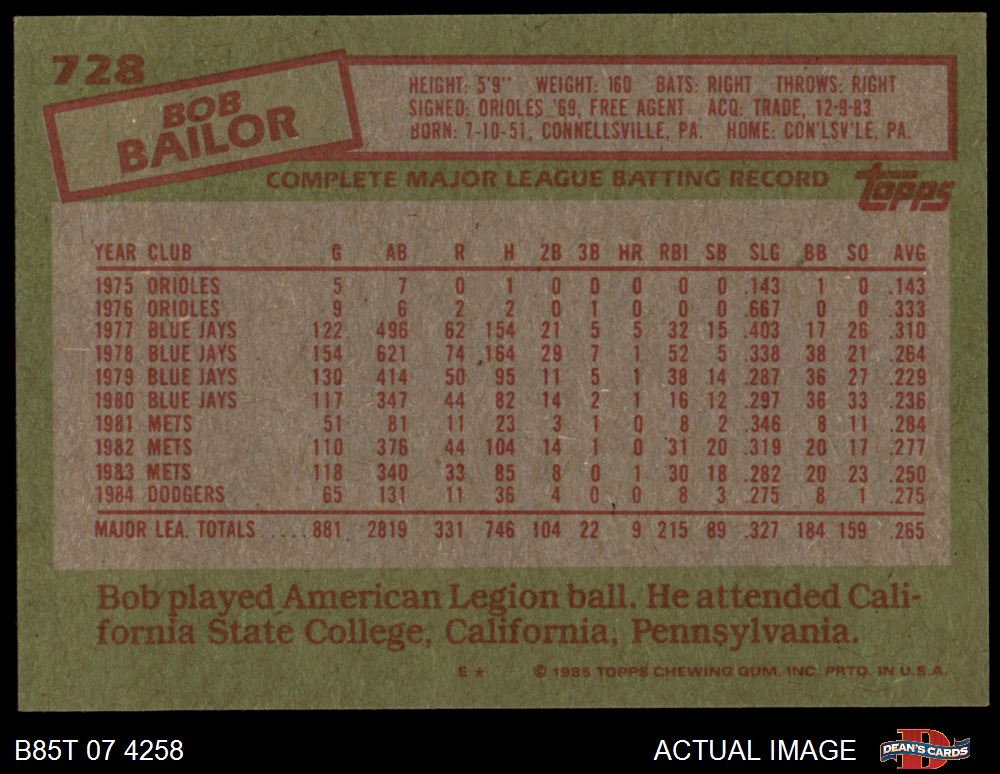 728
BOB
BAILOR
HEIGHT: 5'9" WEIGHT: 160 BATS: RIGHT THROWS: RIGHT
SIGNED: ORIOLES '69, FREE AGENT ACQ: TRADE, 12-9-83
BORN: 7-10-51, CONNELLSVILLE, PA. HOME: CON'LSV'LE, PA.
COMPLETE MAJOR LEAGUE BATTING RECORD
topps
YEAR CLUB G AB R H 2B 3B HR RBI SB SLG BB SO AVG
1975 ORIOLES 5 7 0 1 0 0 0 0 0 .143 1 0 .143
1976 ORIOLES 9 6 2 2 0 1 0 0 0 .667 0 0 .333
1977 BLUE JAYS 122 496 62 154 21 5 5 32 15 .403 17 26 .310
1978 BLUE JAYS 154 621 74 164 29 7 1 52 5 .338 38 21 .264
1979 BLUE JAYS 130 414 50 95 11 5 1 38 14 .287 36 27 .229
1980 BLUE JAYS 117 347 44 82 14 2 1 16 12 .297 36 33 .236
1981 METS 51 81 11 23 3 1 0 8 2 .346 8 11 .284
1982 METS 110 376 44 104 14 1 0 31 20 .319 20 17 .277
1983 METS 118 340 33 85 8 0 1 30 18 .282 20 23 .250
1984 DODGERS 65 131 11 36 4 0 0 8 3 .275 8 1 .275
MAJOR LEA. TOTALS ..... 881 2819 331 746 104 22 9 215 89 .327 184 159 .265
Bob played American Legion ball. He attended Cali-
fornia State College, California, Pennsylvania.
E ★ © 1985 TOPPS CHEWING GUM, INC. PRTD. IN U.S.A.
B85T 07 4258 ACTUAL IMAGE DEAN'S CARDS